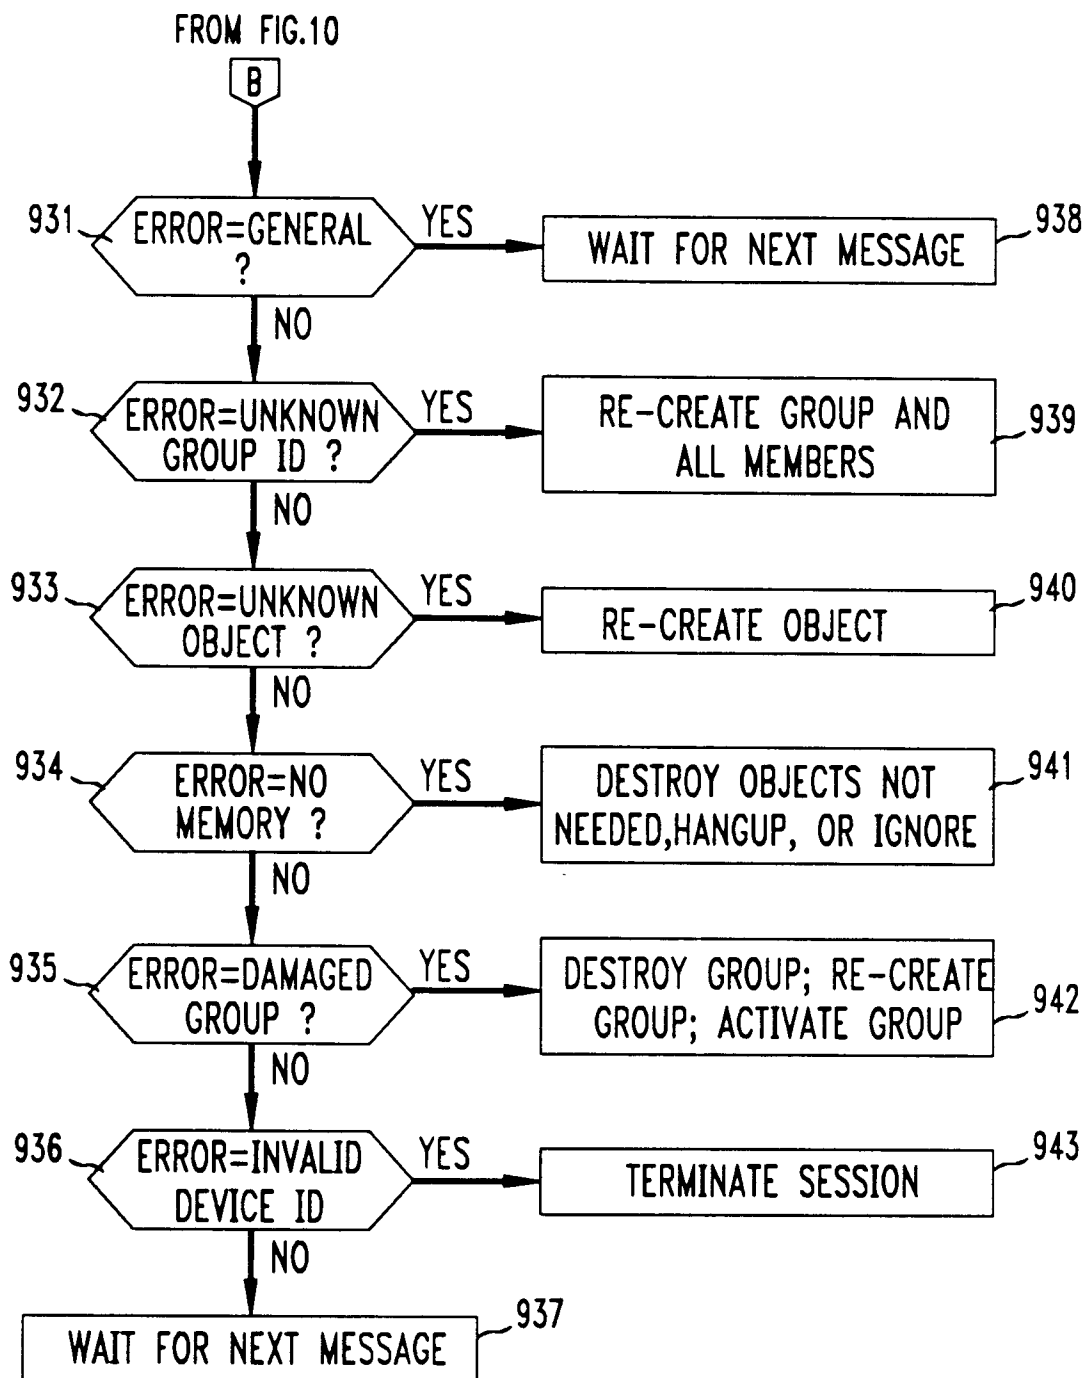 FROM FIG.10
B
931
ERROR=GENERAL
?
YES
WAIT FOR NEXT MESSAGE
938
NO
932
ERROR=UNKNOWN
GROUP ID ?
YES
RE-CREATE GROUP AND
ALL MEMBERS
939
NO
933
ERROR=UNKNOWN
OBJECT ?
YES
RE-CREATE OBJECT
940
NO
934
ERROR=NO
MEMORY ?
YES
DESTROY OBJECTS NOT
NEEDED,HANGUP, OR IGNORE
941
NO
935
ERROR=DAMAGED
GROUP ?
YES
DESTROY GROUP; RE-CREATE
GROUP; ACTIVATE GROUP
942
NO
936
ERROR=INVALID
DEVICE ID
YES
TERMINATE SESSION
943
NO
WAIT FOR NEXT MESSAGE
937